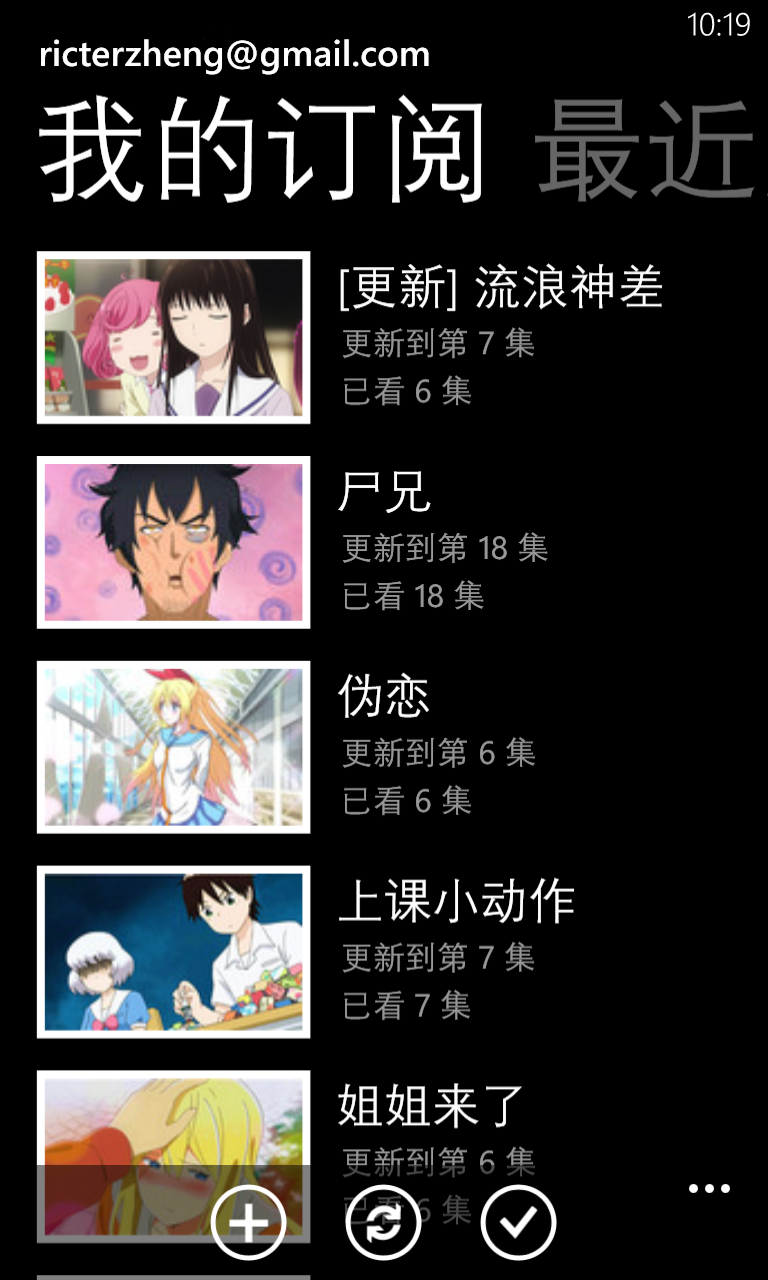 10:19
ricterzheng@gmail.com
我的订阅 最近
[更新] 流浪神差
更新到第 7 集
已看 6 集
尸兄
更新到第 18 集
已看 18 集
伪恋
更新到第 6 集
已看 6 集
上课小动作
更新到第 7 集
已看 7 集
姐姐来了
更新到第 6 集
已看 6 集